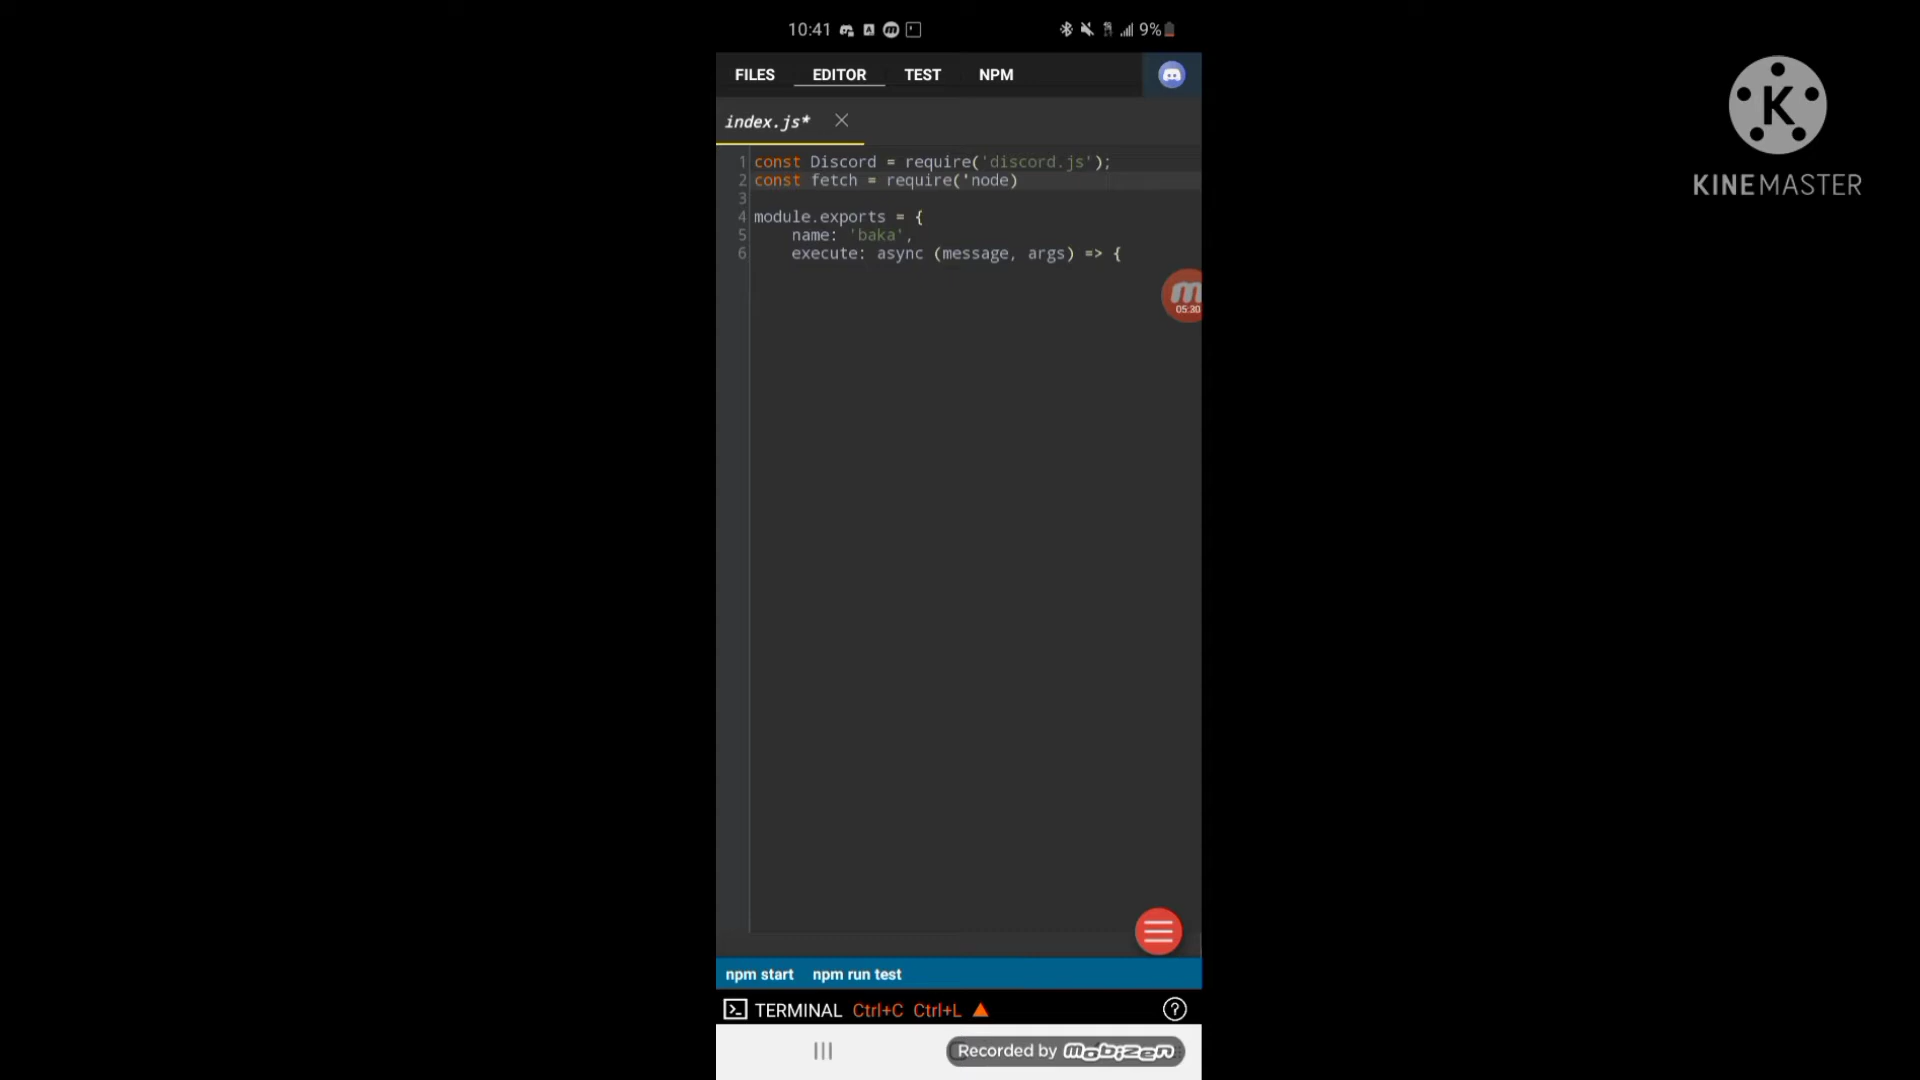 10:41 9%
FILES EDITOR TEST NPM
index.js*
1 const Discord = require('discord.js');
2 const fetch = require('node)
3
4 module.exports = {
5 name: 'baka',
6 execute: async (message, args) => {
05:30
npm start npm run test
TERMINAL Ctrl+C Ctrl+L
Recorded by mobizen
K
KINEMASTER